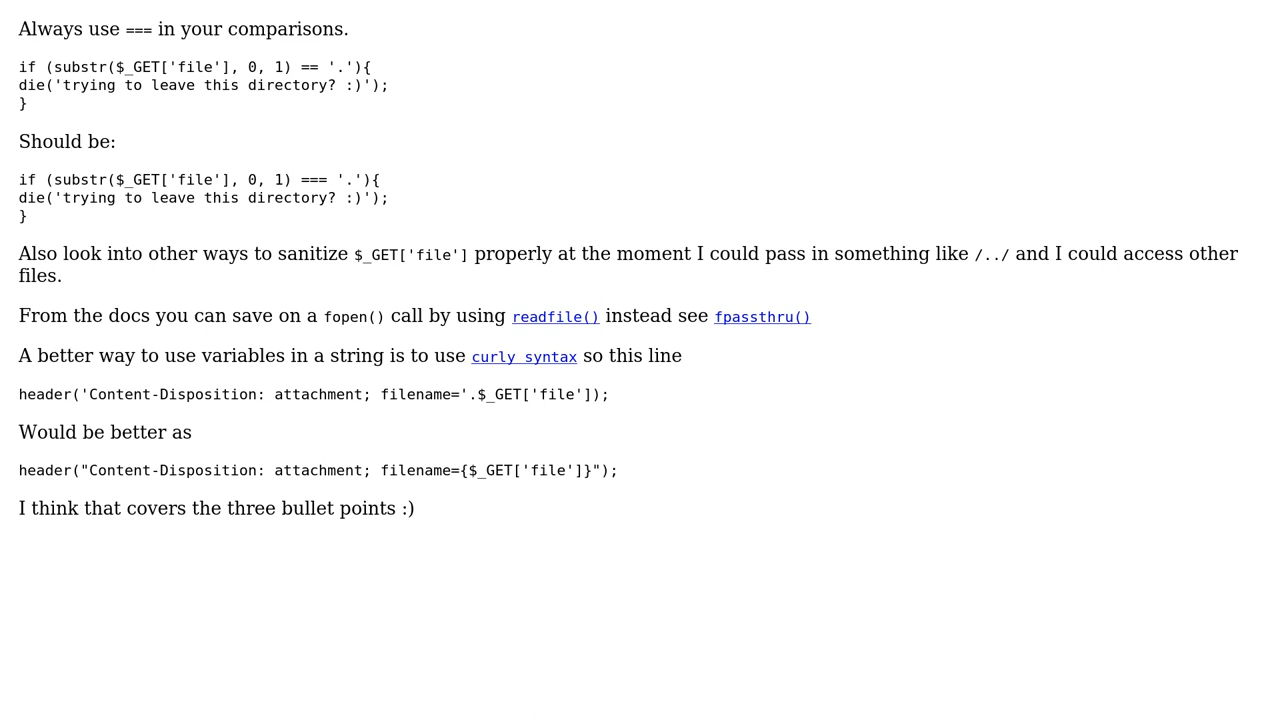 Always use === in your comparisons.
if (substr($_GET['file'], 0, 1) == '.'){
die('trying to leave this directory? :)');
}
Should be:
if (substr($_GET['file'], 0, 1) === '.'){
die('trying to leave this directory? :)');
}
Also look into other ways to sanitize $_GET['file'] properly at the moment I could pass in something like /../ and I could access other
files.
From the docs you can save on a fopen() call by using readfile() instead see fpassthru()
A better way to use variables in a string is to use curly syntax so this line
header('Content-Disposition: attachment; filename='.$_GET['file']);
Would be better as
header("Content-Disposition: attachment; filename={$_GET['file']}");
I think that covers the three bullet points :)